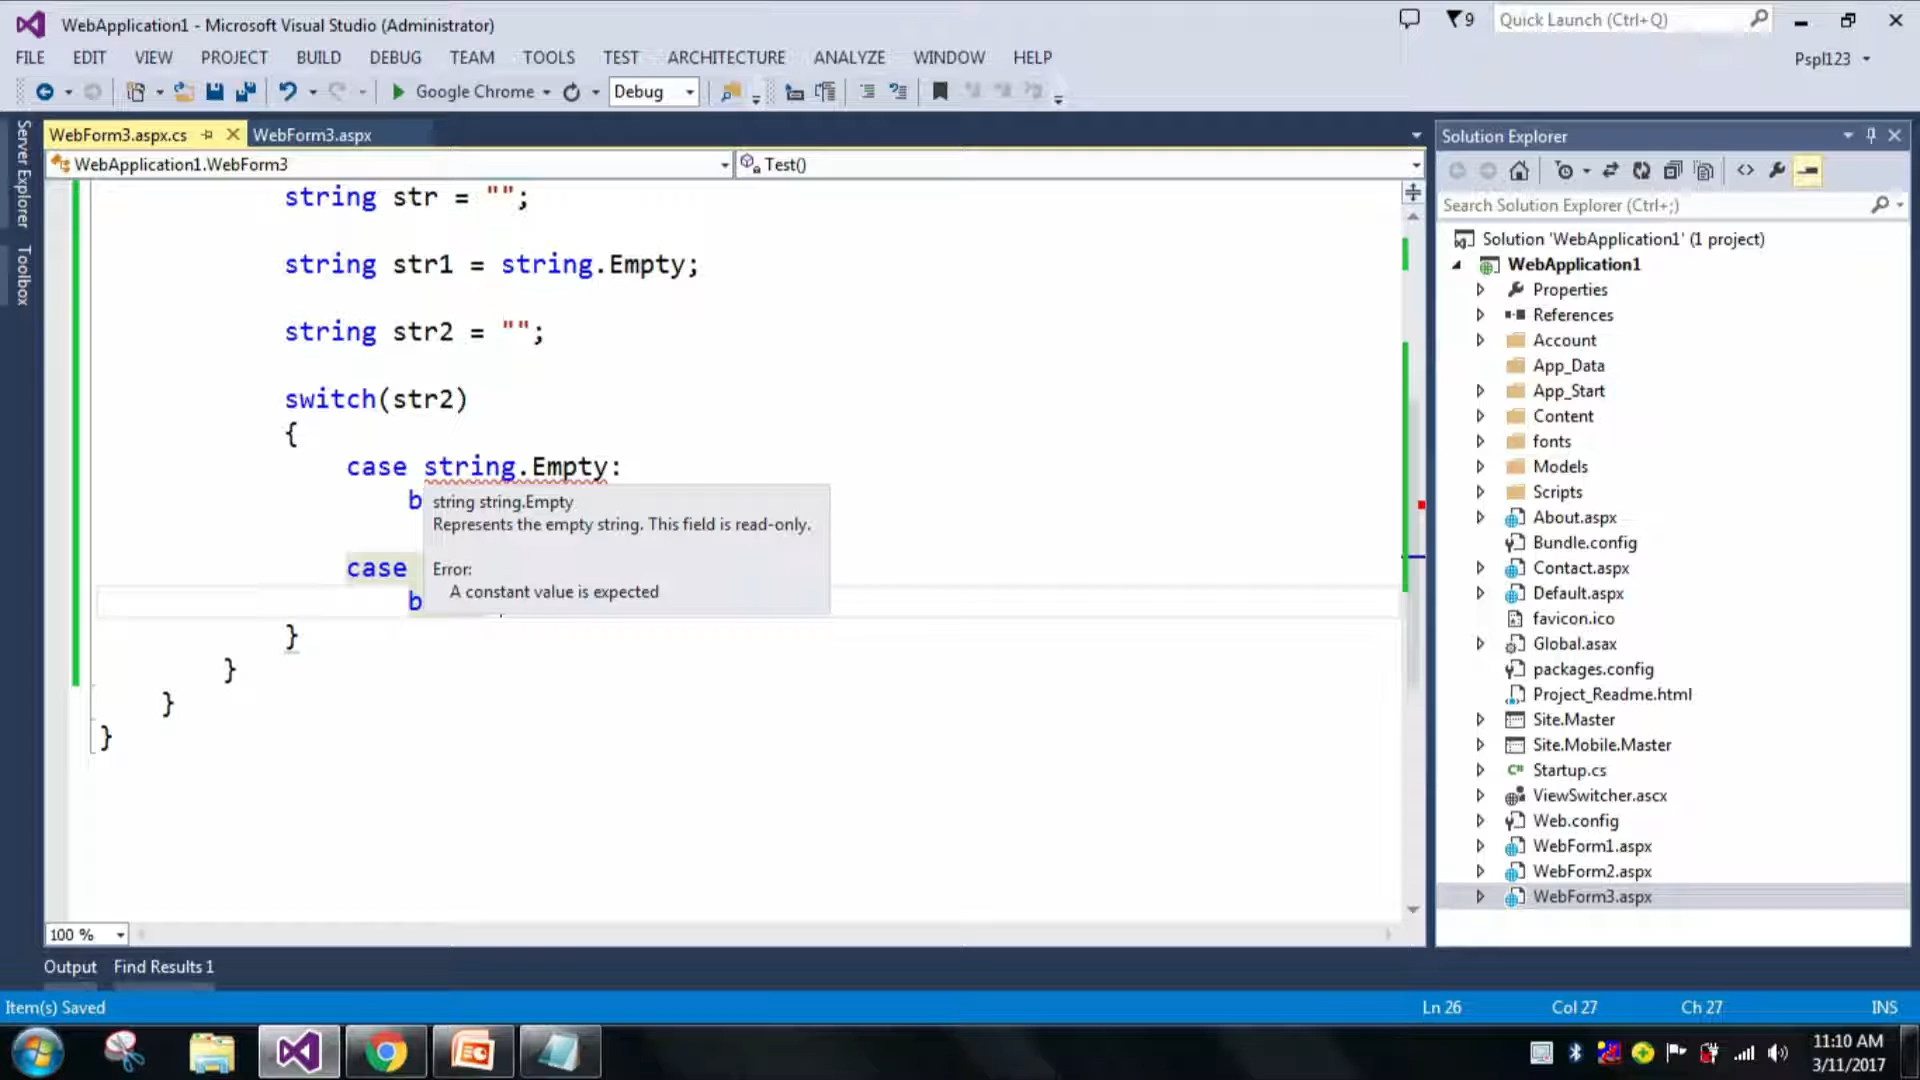 WebApplication1 - Microsoft Visual Studio (Administrator)
9
Quick Launch (Ctrl+Q)
FILE EDIT VIEW PROJECT BUILD DEBUG TEAM TOOLS TEST ARCHITECTURE ANALYZE WINDOW HELP
Pspl123
Google Chrome
Debug
Server Explorer
Toolbox
WebForm3.aspx.cs
WebForm3.aspx
WebApplication1.WebForm3
Test()
string str = "";
string str1 = string.Empty;
string str2 = "";
switch(str2)
{
case string.Empty:
b
string string.Empty
Represents the empty string. This field is read-only.
Error:
A constant value is expected
case
b
}
}
}
}
100 %
Solution Explorer
Search Solution Explorer (Ctrl+;)
Solution 'WebApplication1' (1 project)
WebApplication1
Properties
References
Account
App_Data
App_Start
Content
fonts
Models
Scripts
About.aspx
Bundle.config
Contact.aspx
Default.aspx
favicon.ico
Global.asax
packages.config
Project_Readme.html
Site.Master
Site.Mobile.Master
Startup.cs
ViewSwitcher.ascx
Web.config
WebForm1.aspx
WebForm2.aspx
WebForm3.aspx
Output
Find Results 1
Item(s) Saved
Ln 26
Col 27
Ch 27
INS
11:10 AM
3/11/2017